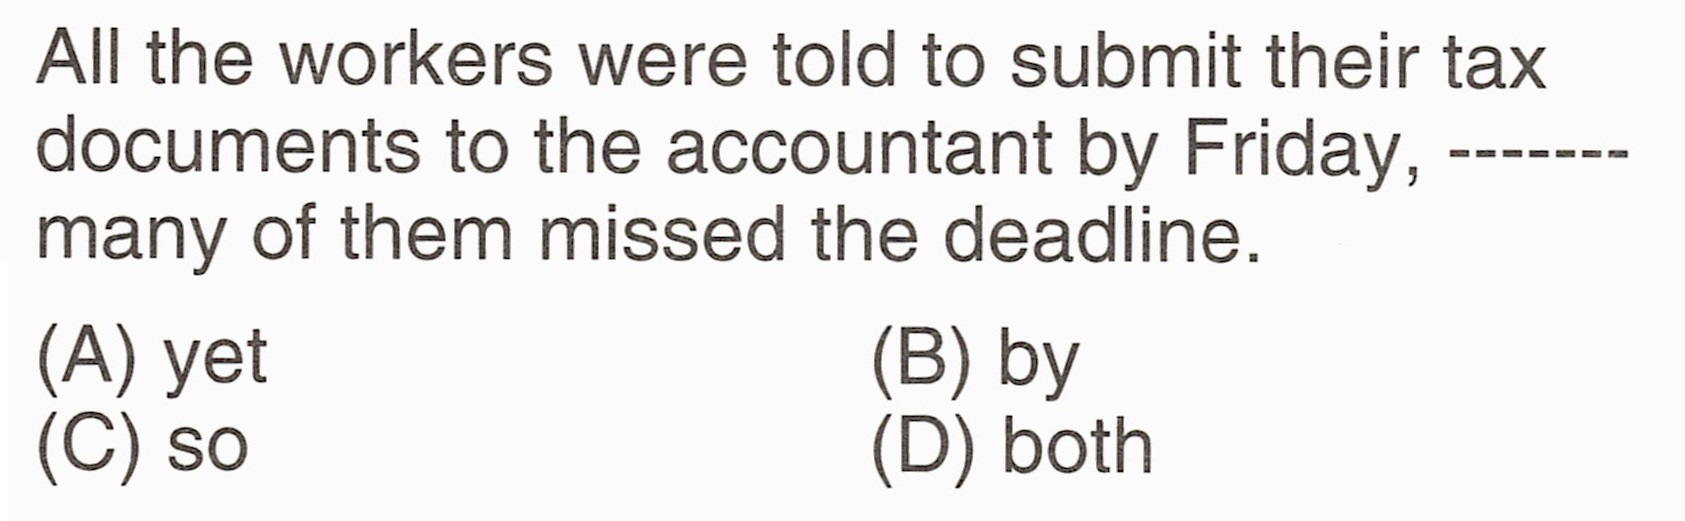 All the workers were told to submit their tax
documents to the accountant by Friday, -------
many of them missed the deadline.
(A) yet (B) by
(C) so (D) both